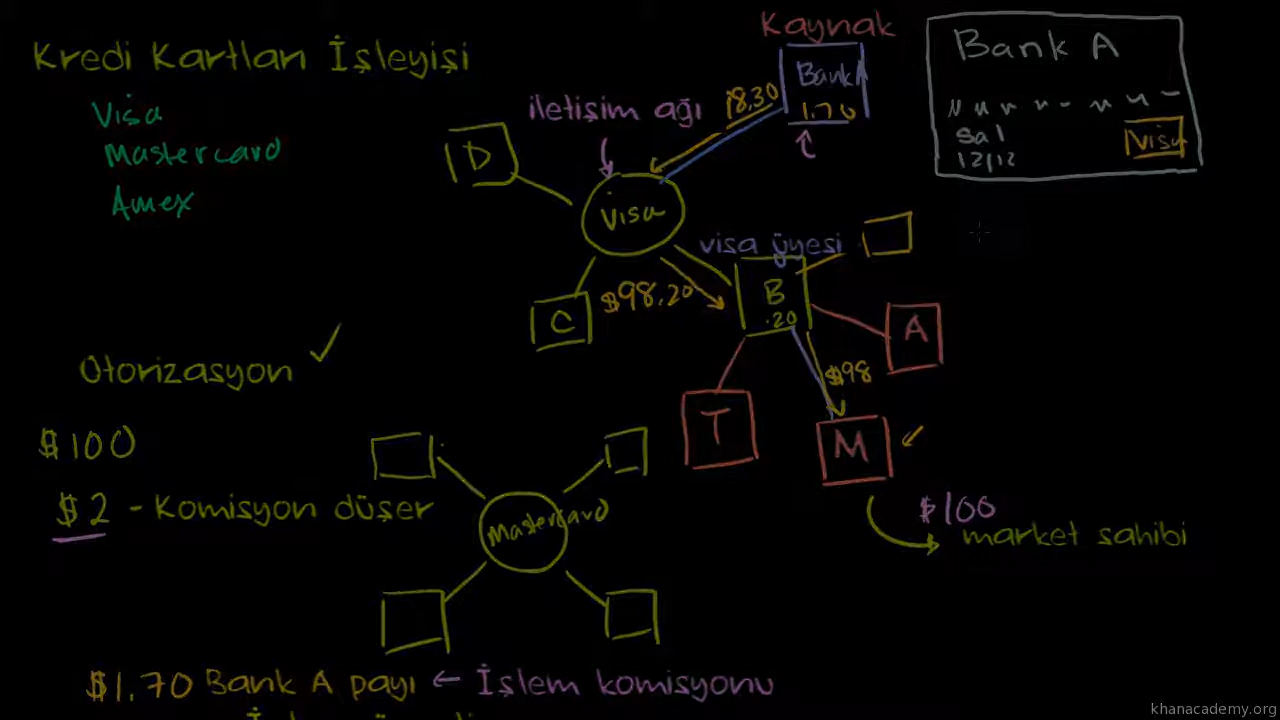 Kredi Kartları İşleyişi
Visa
Mastercard
Amex
Kaynak
Bank A
1.70
98.30
iletişim ağı
D
Visa
Bank A
Sal
12/12
Visa
visa üyesi
B
.20
$98.20
C
A
$98
T
M
Otorizasyon
$100
$2 - Komisyon düşer
Mastercard
$100
market sahibi
$1.70 Bank A payı ← İşlem komisyonu
khanacademy.org